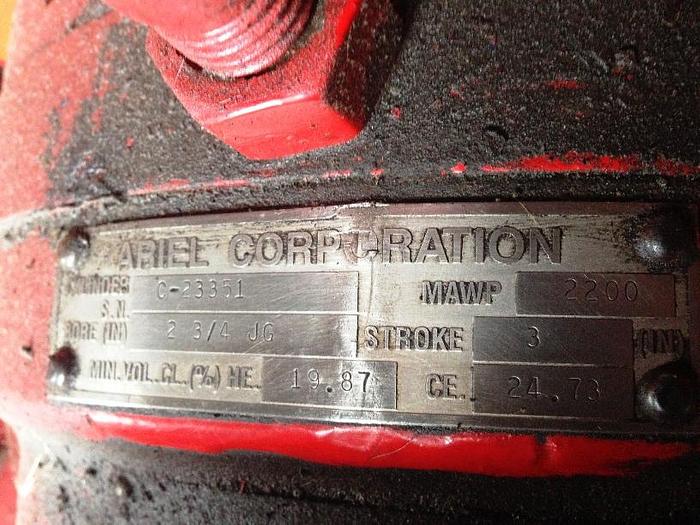 ARIEL CORPORATION
CYLINDER S.N. C-23351 MAWP 2200
BORE (IN) 2 3/4 JG STROKE 3 (IN)
MIN.VOL.CL.(%) HE. 19.87 CE. 24.73